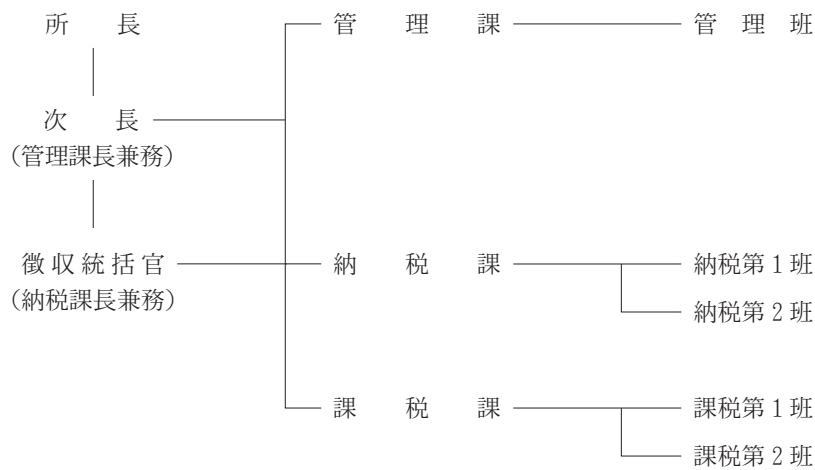 所長 管理課 管理班
次長
(管理課長兼務)
徴収統括官 納税課 納税第1班
(納税課長兼務) 納税第2班
課税課 課税第1班
課税第2班